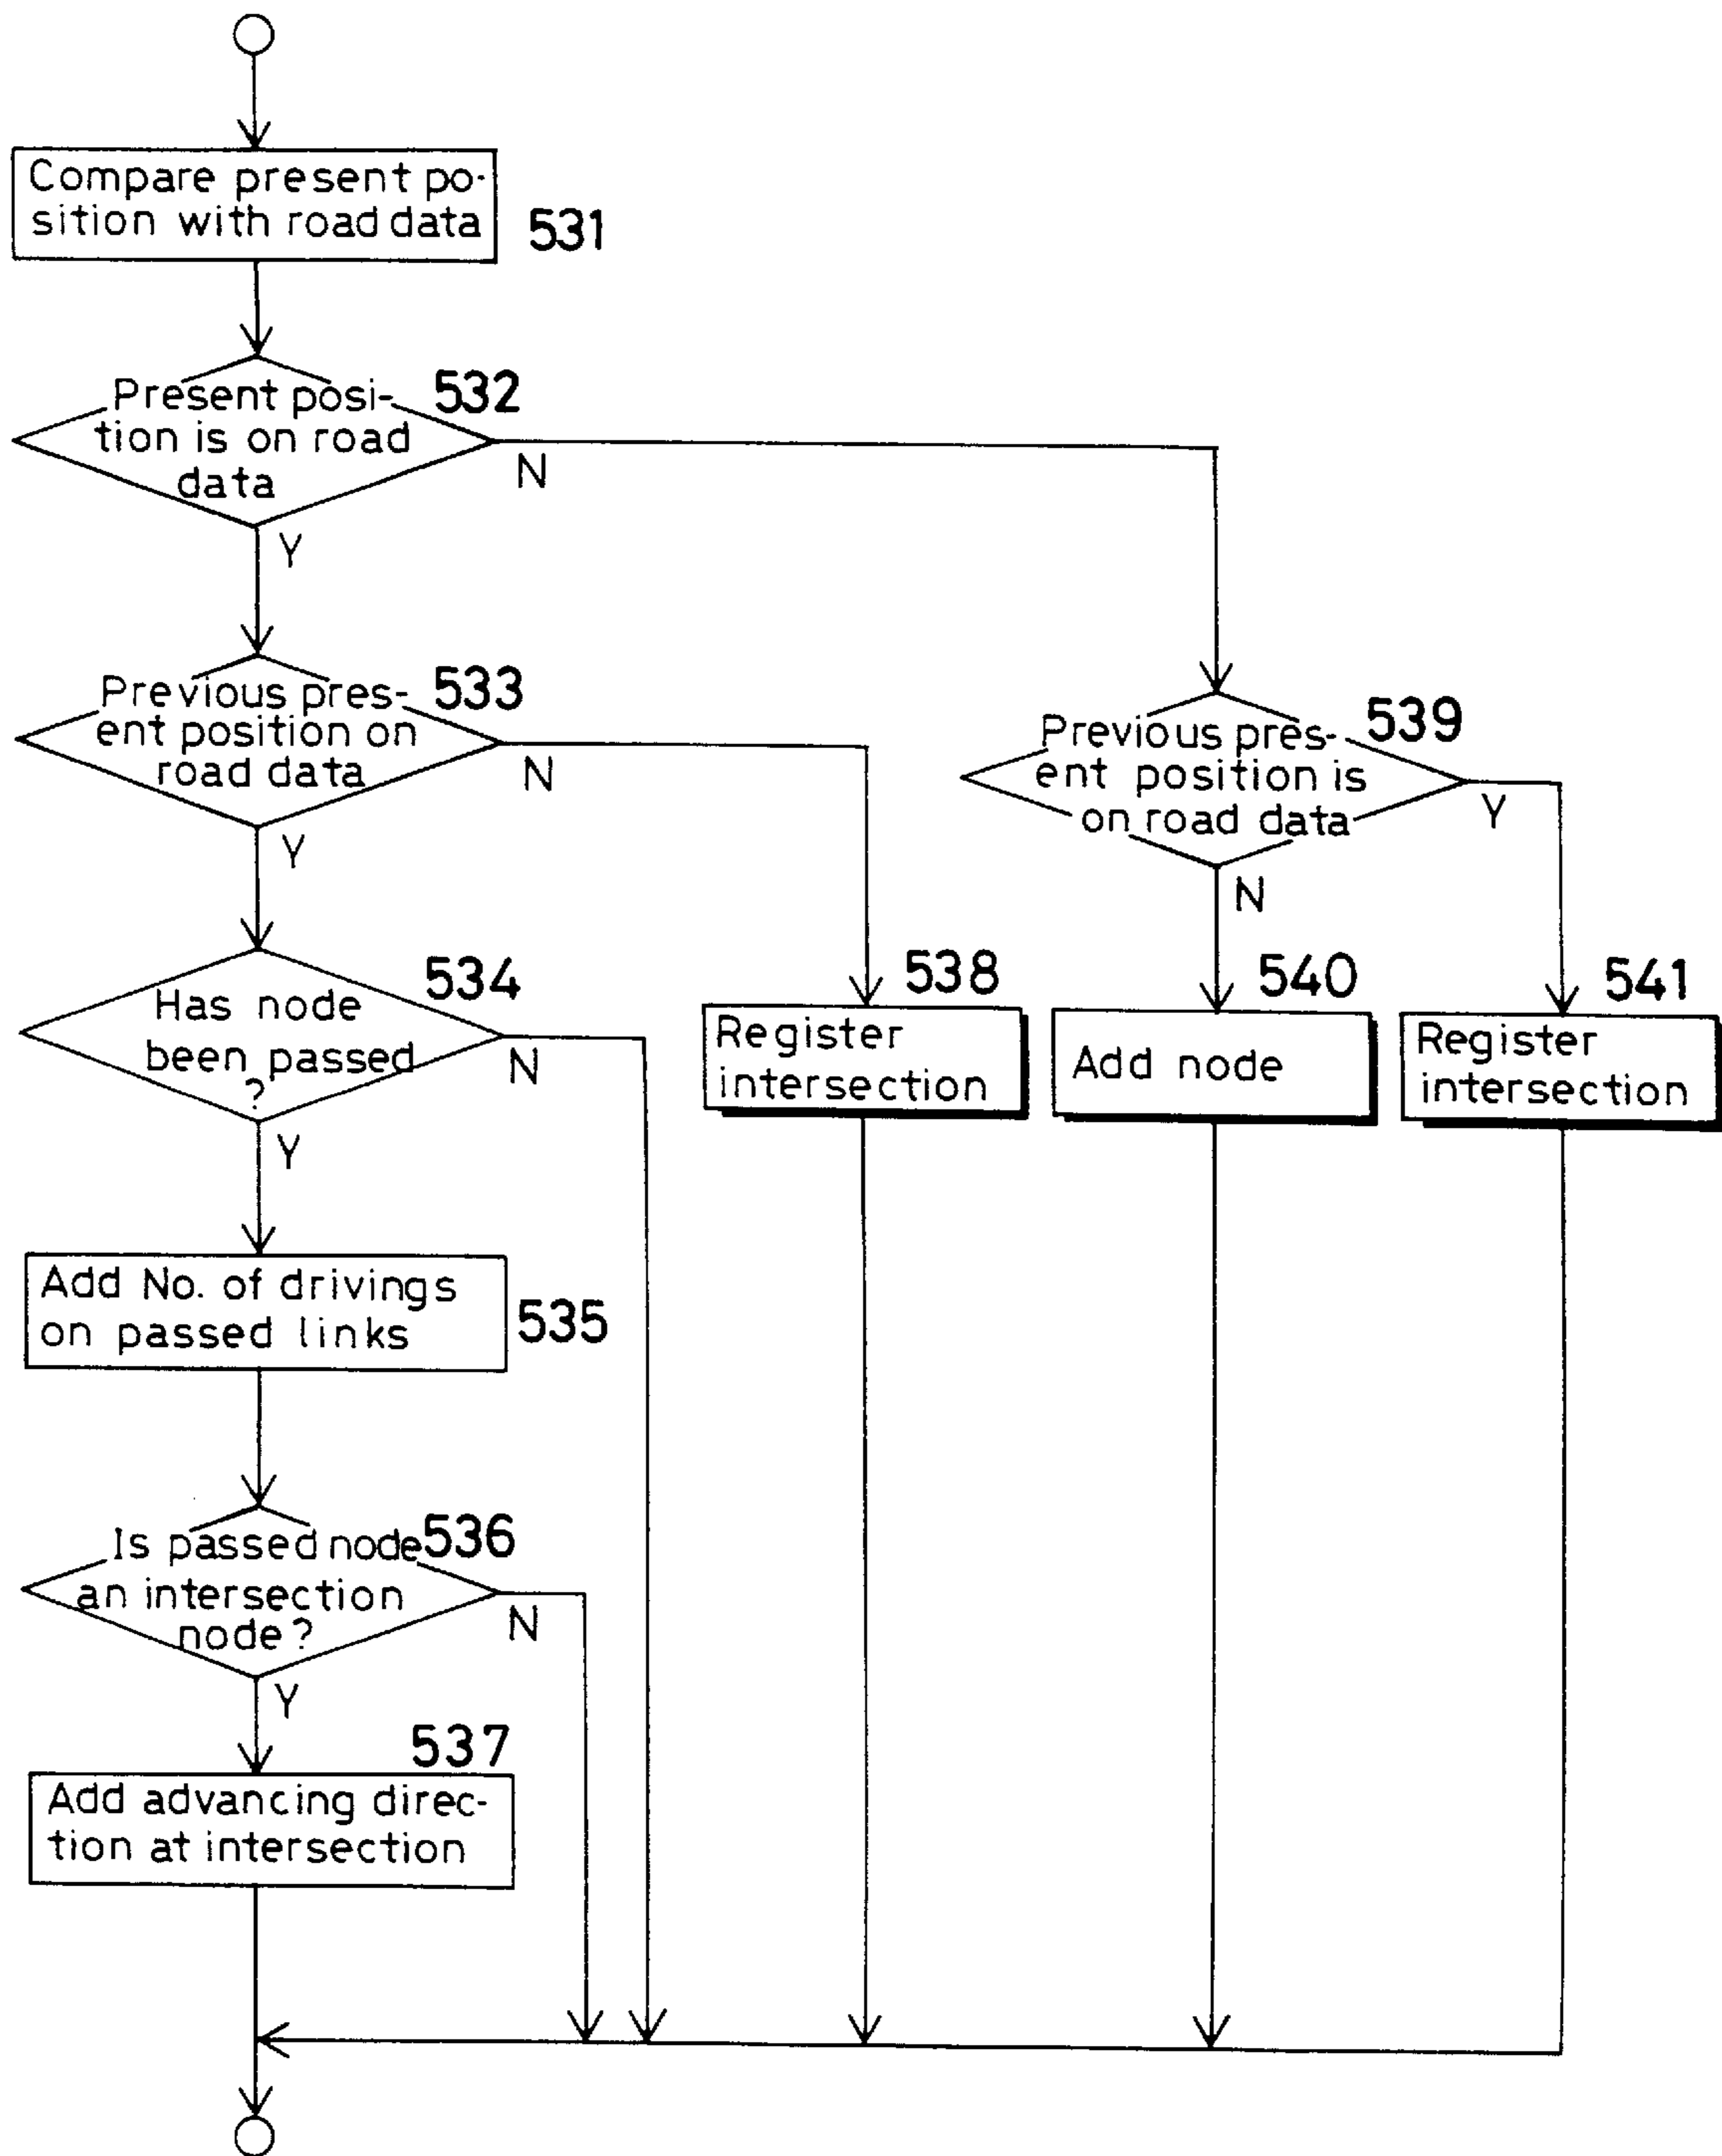 Compare present po-
sition with road data
531
Present posi-
tion is on road
data
532
N
Y
Previous pres-
ent position on
road data
533
N
Y
Previous pres-
ent position is
on road data
539
Y
N
Has node
been passed
?
534
N
Y
538
Register
intersection
540
Add node
541
Register
intersection
Add No. of drivings
on passed links
535
Is passed node
an intersection
node?
536
N
Y
537
Add advancing direc-
tion at intersection